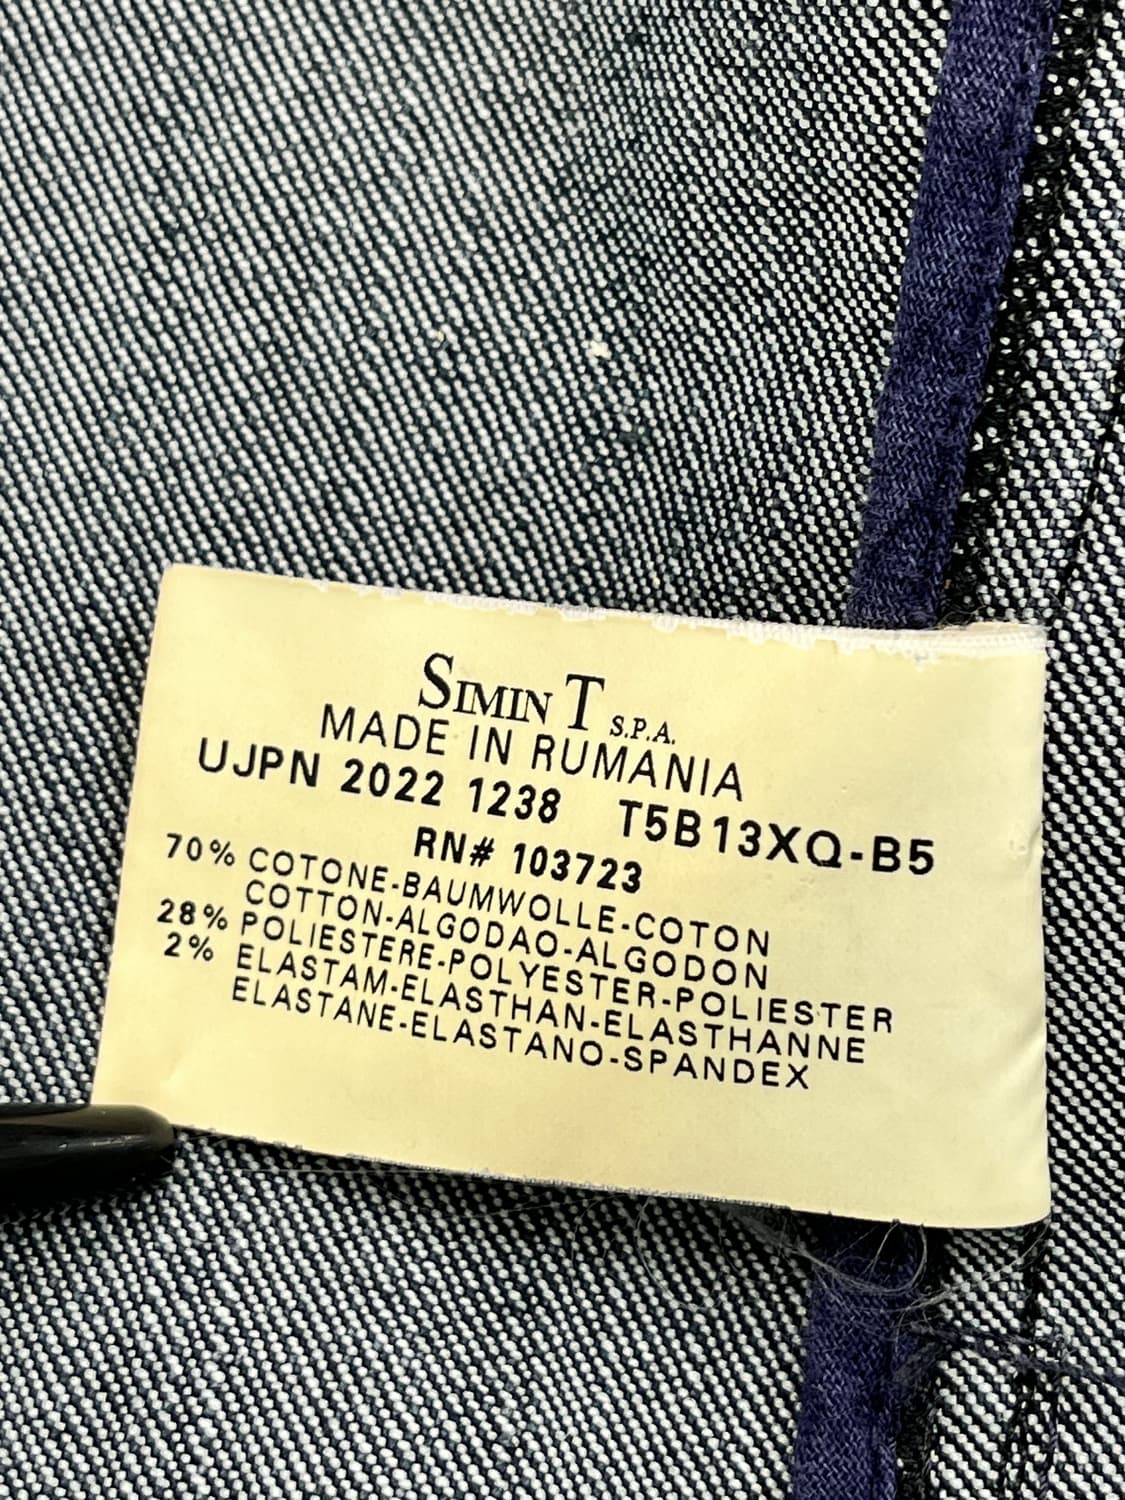 SIMIN T S.P.A.
MADE IN RUMANIA
UJPN 2022 1238 T5B13XQ-B5
RN# 103723
70% COTONE-BAUMWOLLE-COTON
COTTON-ALGODAO-ALGODON
28% POLIESTERE-POLYESTER-POLIESTER
2% ELASTAM-ELASTHAN-ELASTHANNE
ELASTANE-ELASTANO-SPANDEX